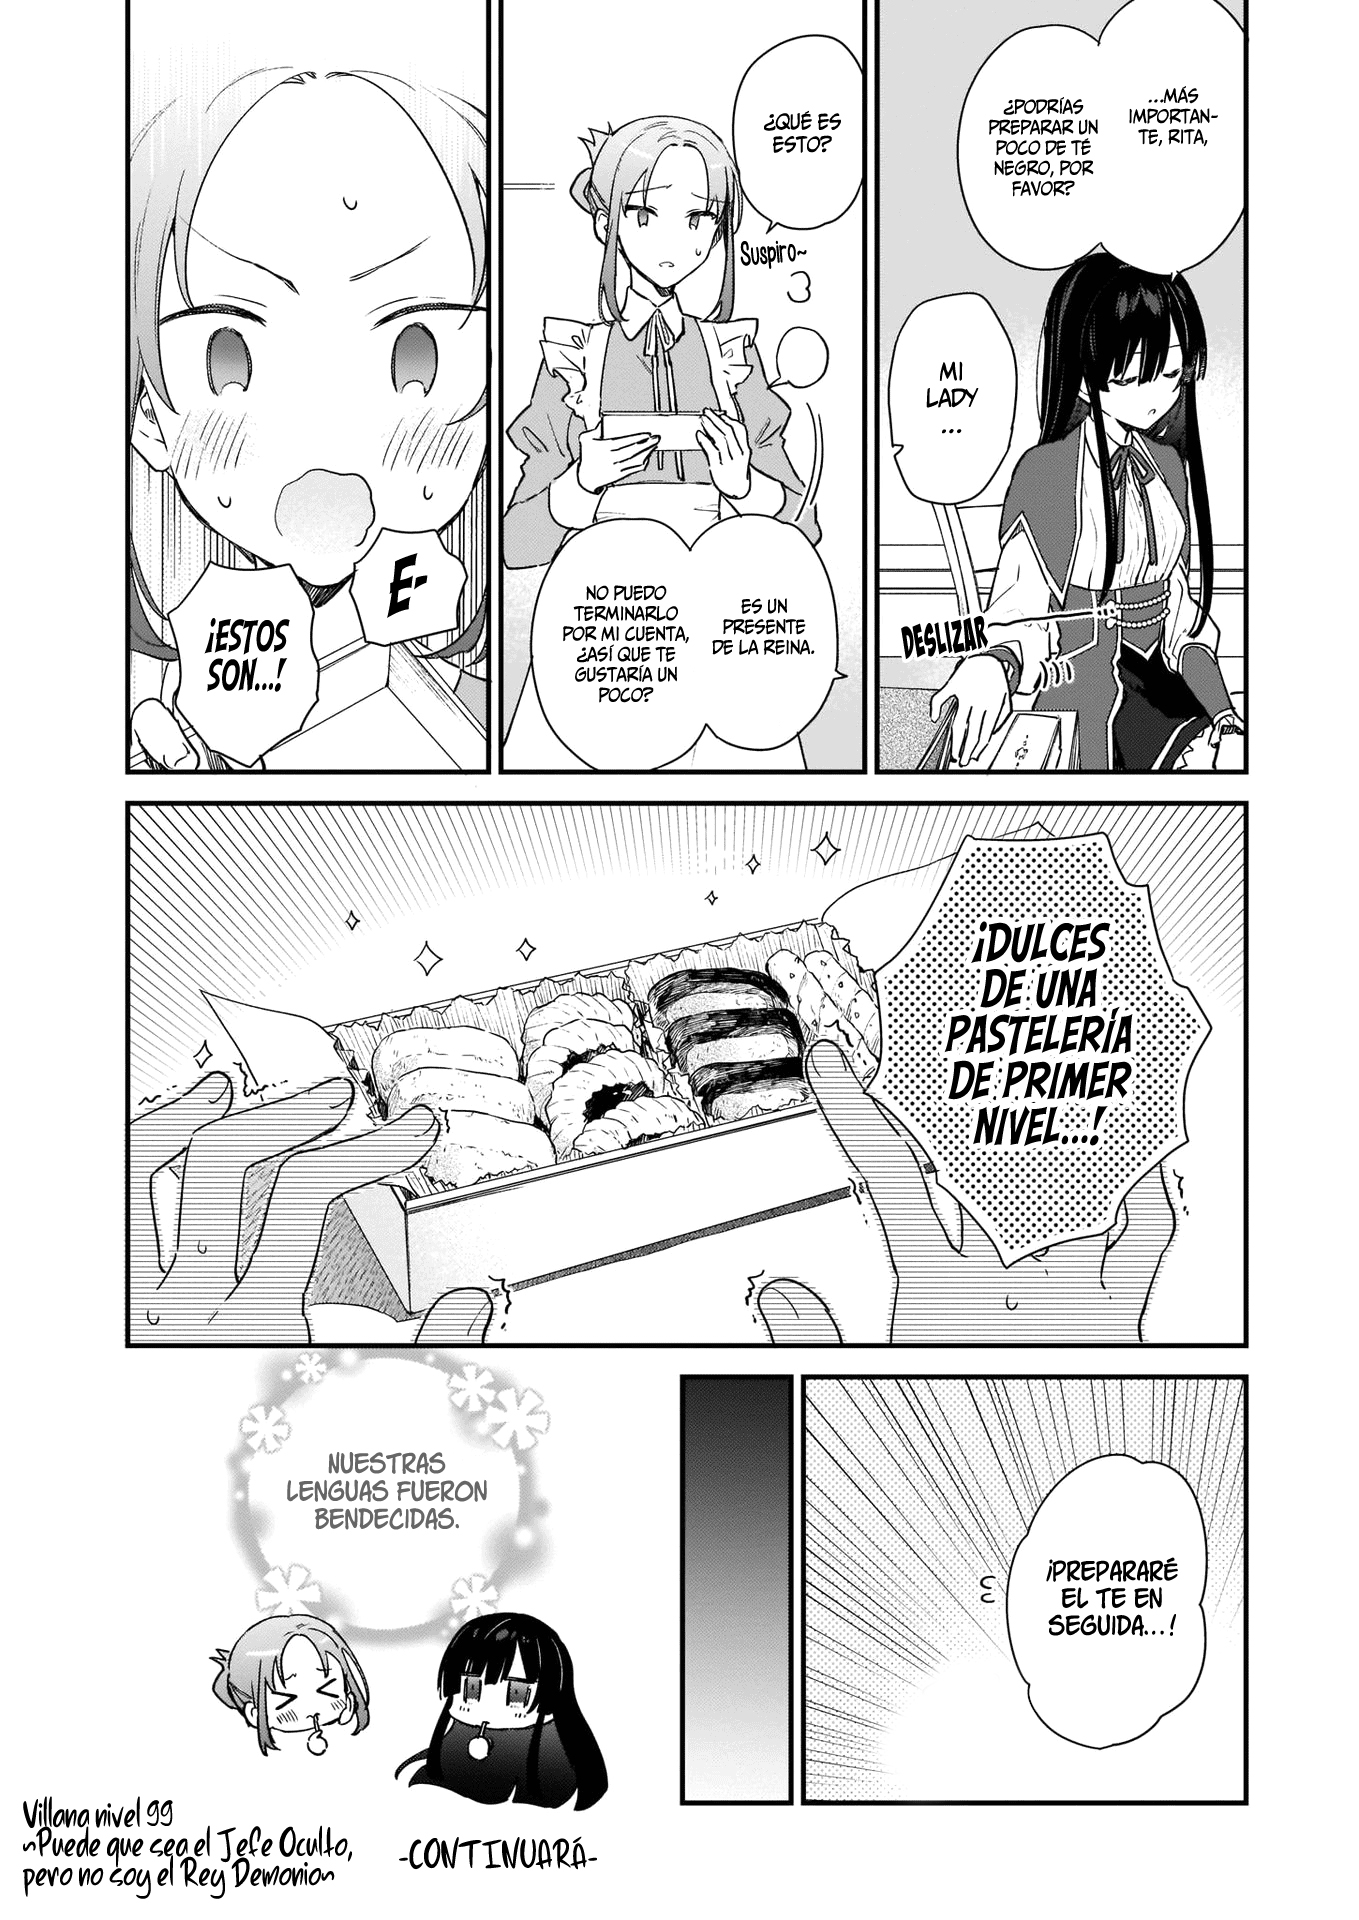 …MÁS
IMPORTAN-
TE, RITA,
¿PODRÍAS
PREPARAR UN
POCO DE TÉ
NEGRO, POR
FAVOR?
MI
LADY
…
DESLIZAR
¿QUÉ ES
ESTO?
Suspiro~
ES UN
PRESENTE
DE LA REINA.
NO PUEDO
TERMINARLO
POR MI CUENTA,
¿ASÍ QUE TE
GUSTARÍA UN
POCO?
E-
¡ESTOS
SON...!
¡DULCES
DE UNA
PASTELERÍA
DE PRIMER
NIVEL...!
¡PREPARARÉ
EL TE EN
SEGUIDA...!
NUESTRAS
LENGUAS FUERON
BENDECIDAS.
Villana nivel 99
~Puede que sea el Jefe Oculto,
pero no soy el Rey Demonio~
-CONTINUARÁ-